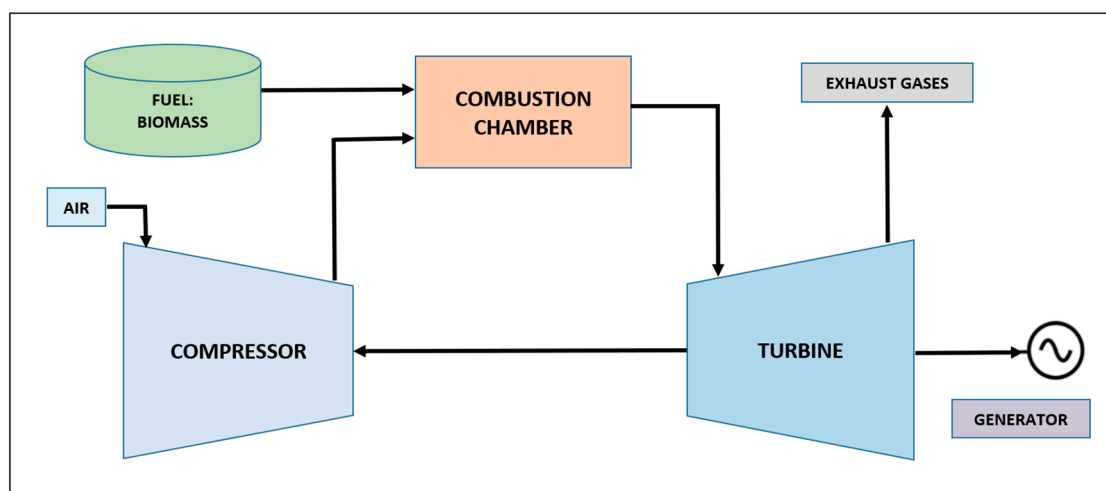 FUEL:
BIOMASS
COMBUSTION
CHAMBER
EXHAUST GASES
AIR
COMPRESSOR
TURBINE
GENERATOR